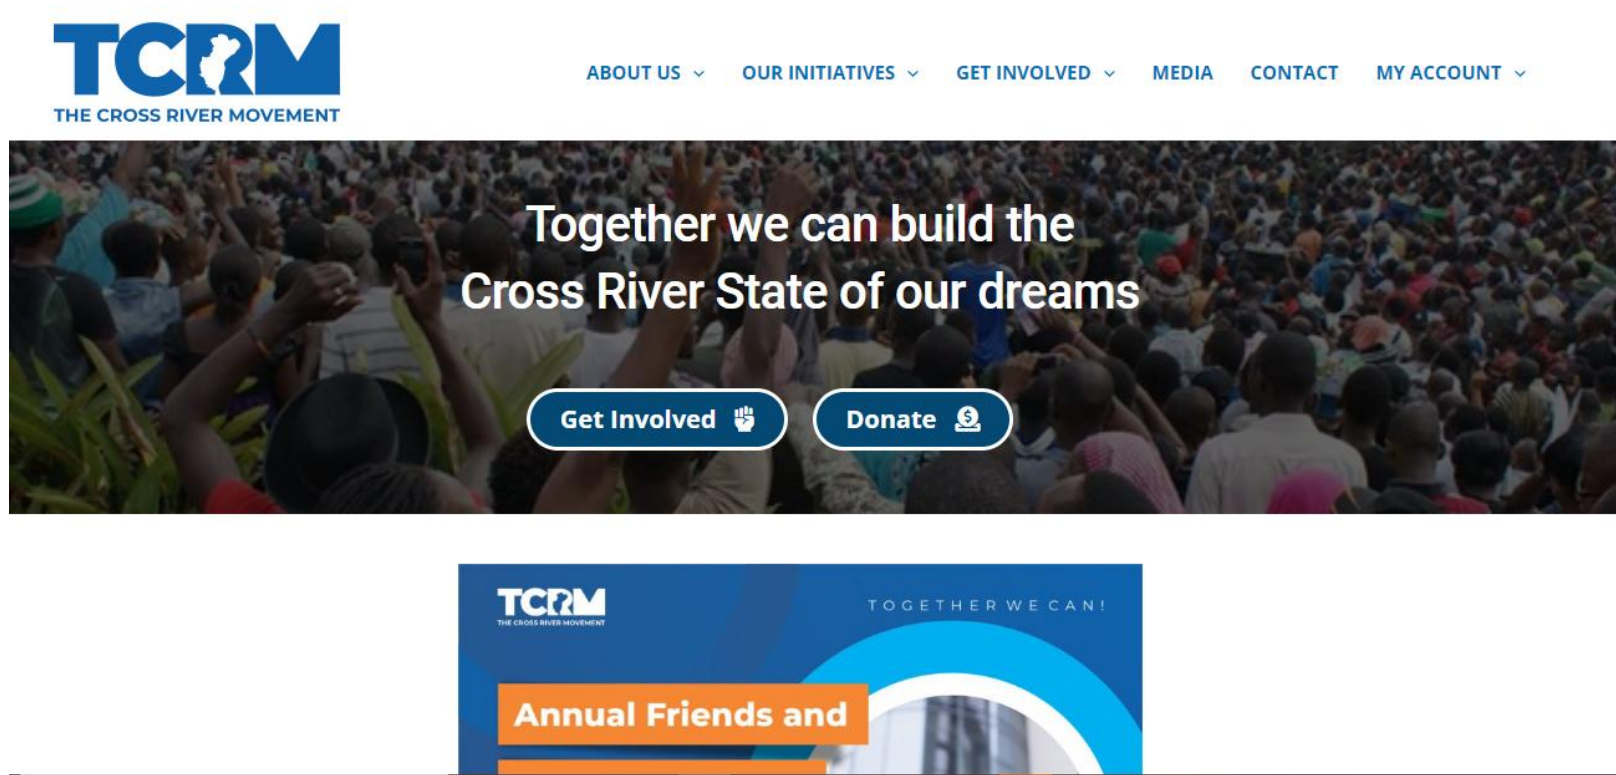 TCRM
THE CROSS RIVER MOVEMENT
ABOUT US
OUR INITIATIVES
GET INVOLVED
MEDIA
CONTACT
MY ACCOUNT
Together we can build the
Cross River State of our dreams
Get Involved
Donate
TCRM
THE CROSS RIVER MOVEMENT
TOGETHER WE CAN!
Annual Friends and